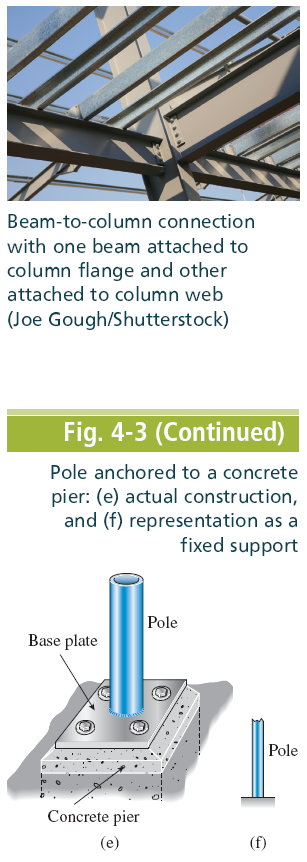 Beam-to-column connection
with one beam attached to
column flange and other
attached to column web
(Joe Gough/Shutterstock)
Fig. 4-3 (Continued)
Pole anchored to a concrete
pier: (e) actual construction,
and (f) representation as a
fixed support
Pole
Base plate
Pole
Concrete pier
(e)
(f)